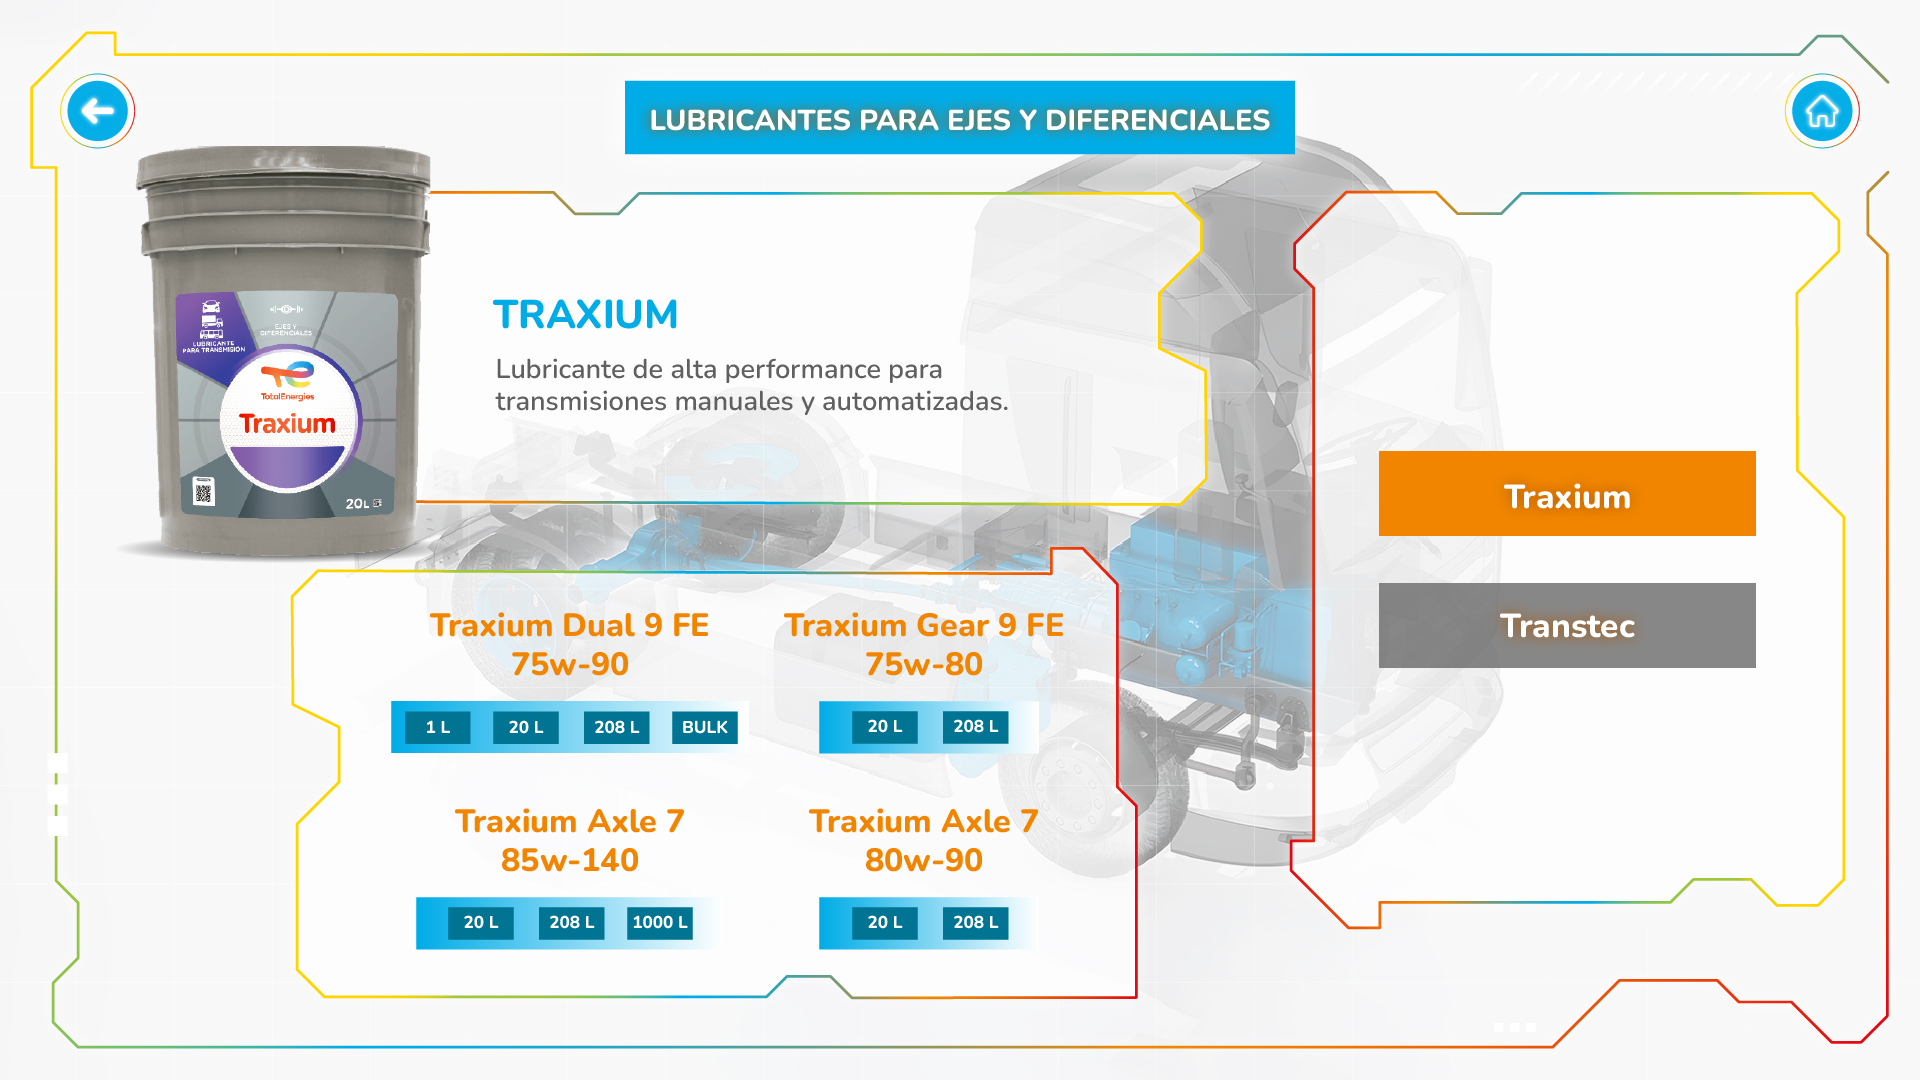 LUBRICANTES PARA EJES Y DIFERENCIALES
EJES Y
DIFERENCIALES
LUBRICANTE
PARA TRANSMISIÓN
TotalEnergies
Traxium
20L
TRAXIUM
Lubricante de alta performance para
transmisiones manuales y automatizadas.
Traxium
Transtec
Traxium Dual 9 FE
75w-90
1 L 20 L 208 L BULK
Traxium Gear 9 FE
75w-80
20 L 208 L
Traxium Axle 7
85w-140
20 L 208 L 1000 L
Traxium Axle 7
80w-90
20 L 208 L